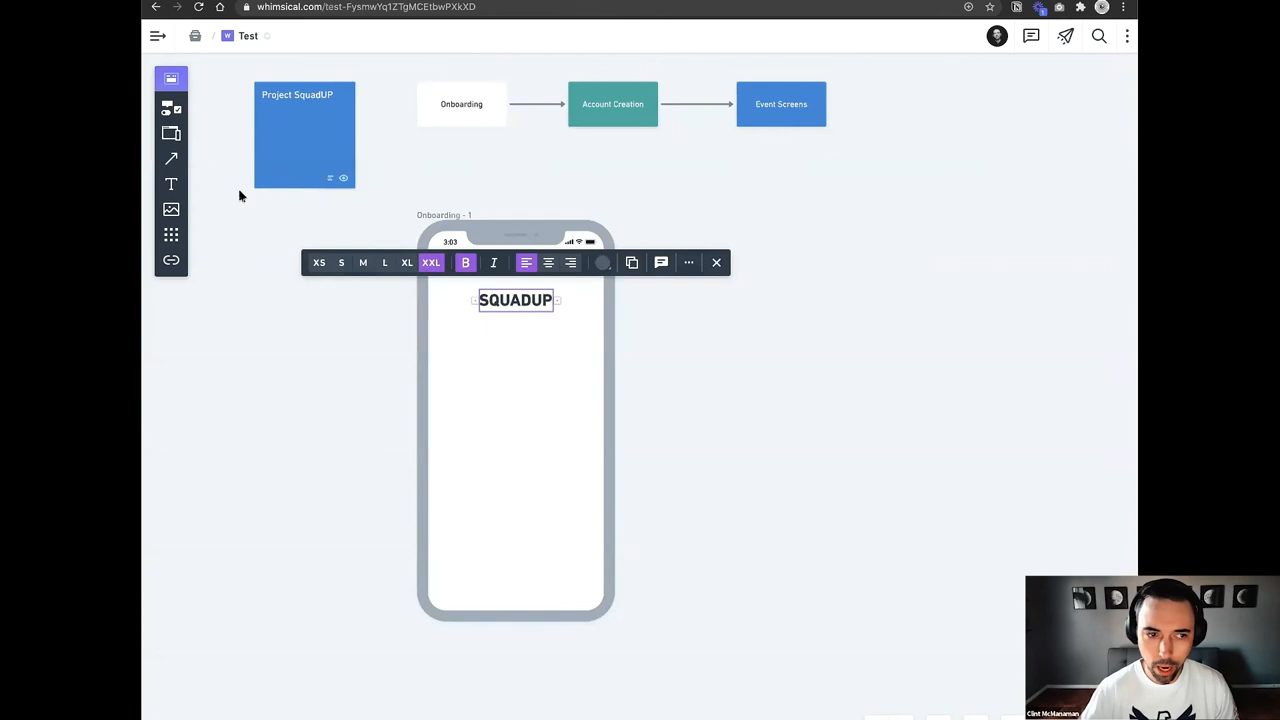 whimsical.com/test-FysmwYq1ZTgMCEtbwPXkXD
/ W Test
Project SquadUP
Onboarding
Account Creation
Event Screens
T
Onboarding - 1
3:03
XS S M L XL XXL B I
SQUADUP
Clint McManaman